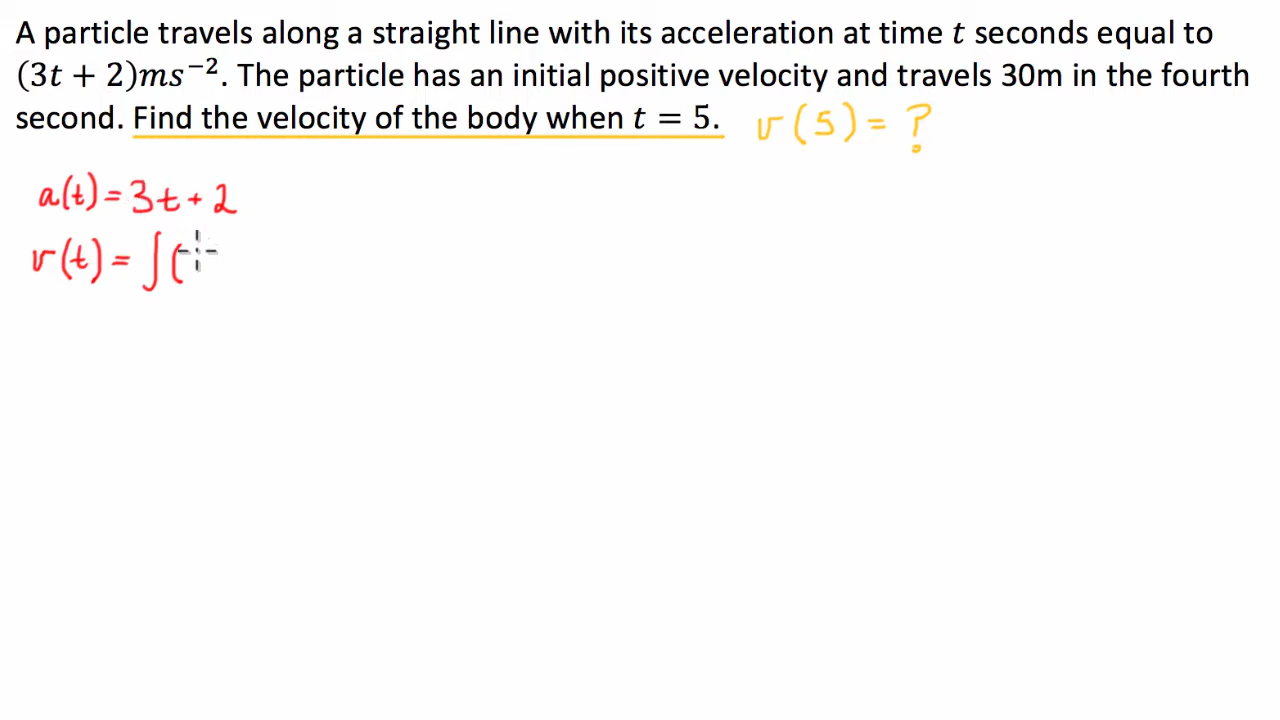 A particle travels along a straight line with its acceleration at time 𝑡 seconds equal to
(3𝑡 + 2)𝑚𝑠⁻². The particle has an initial positive velocity and travels 30m in the fourth
second. Find the velocity of the body when 𝑡 = 5. v(5) = ?
a(t) = 3t + 2
v(t) = ∫(